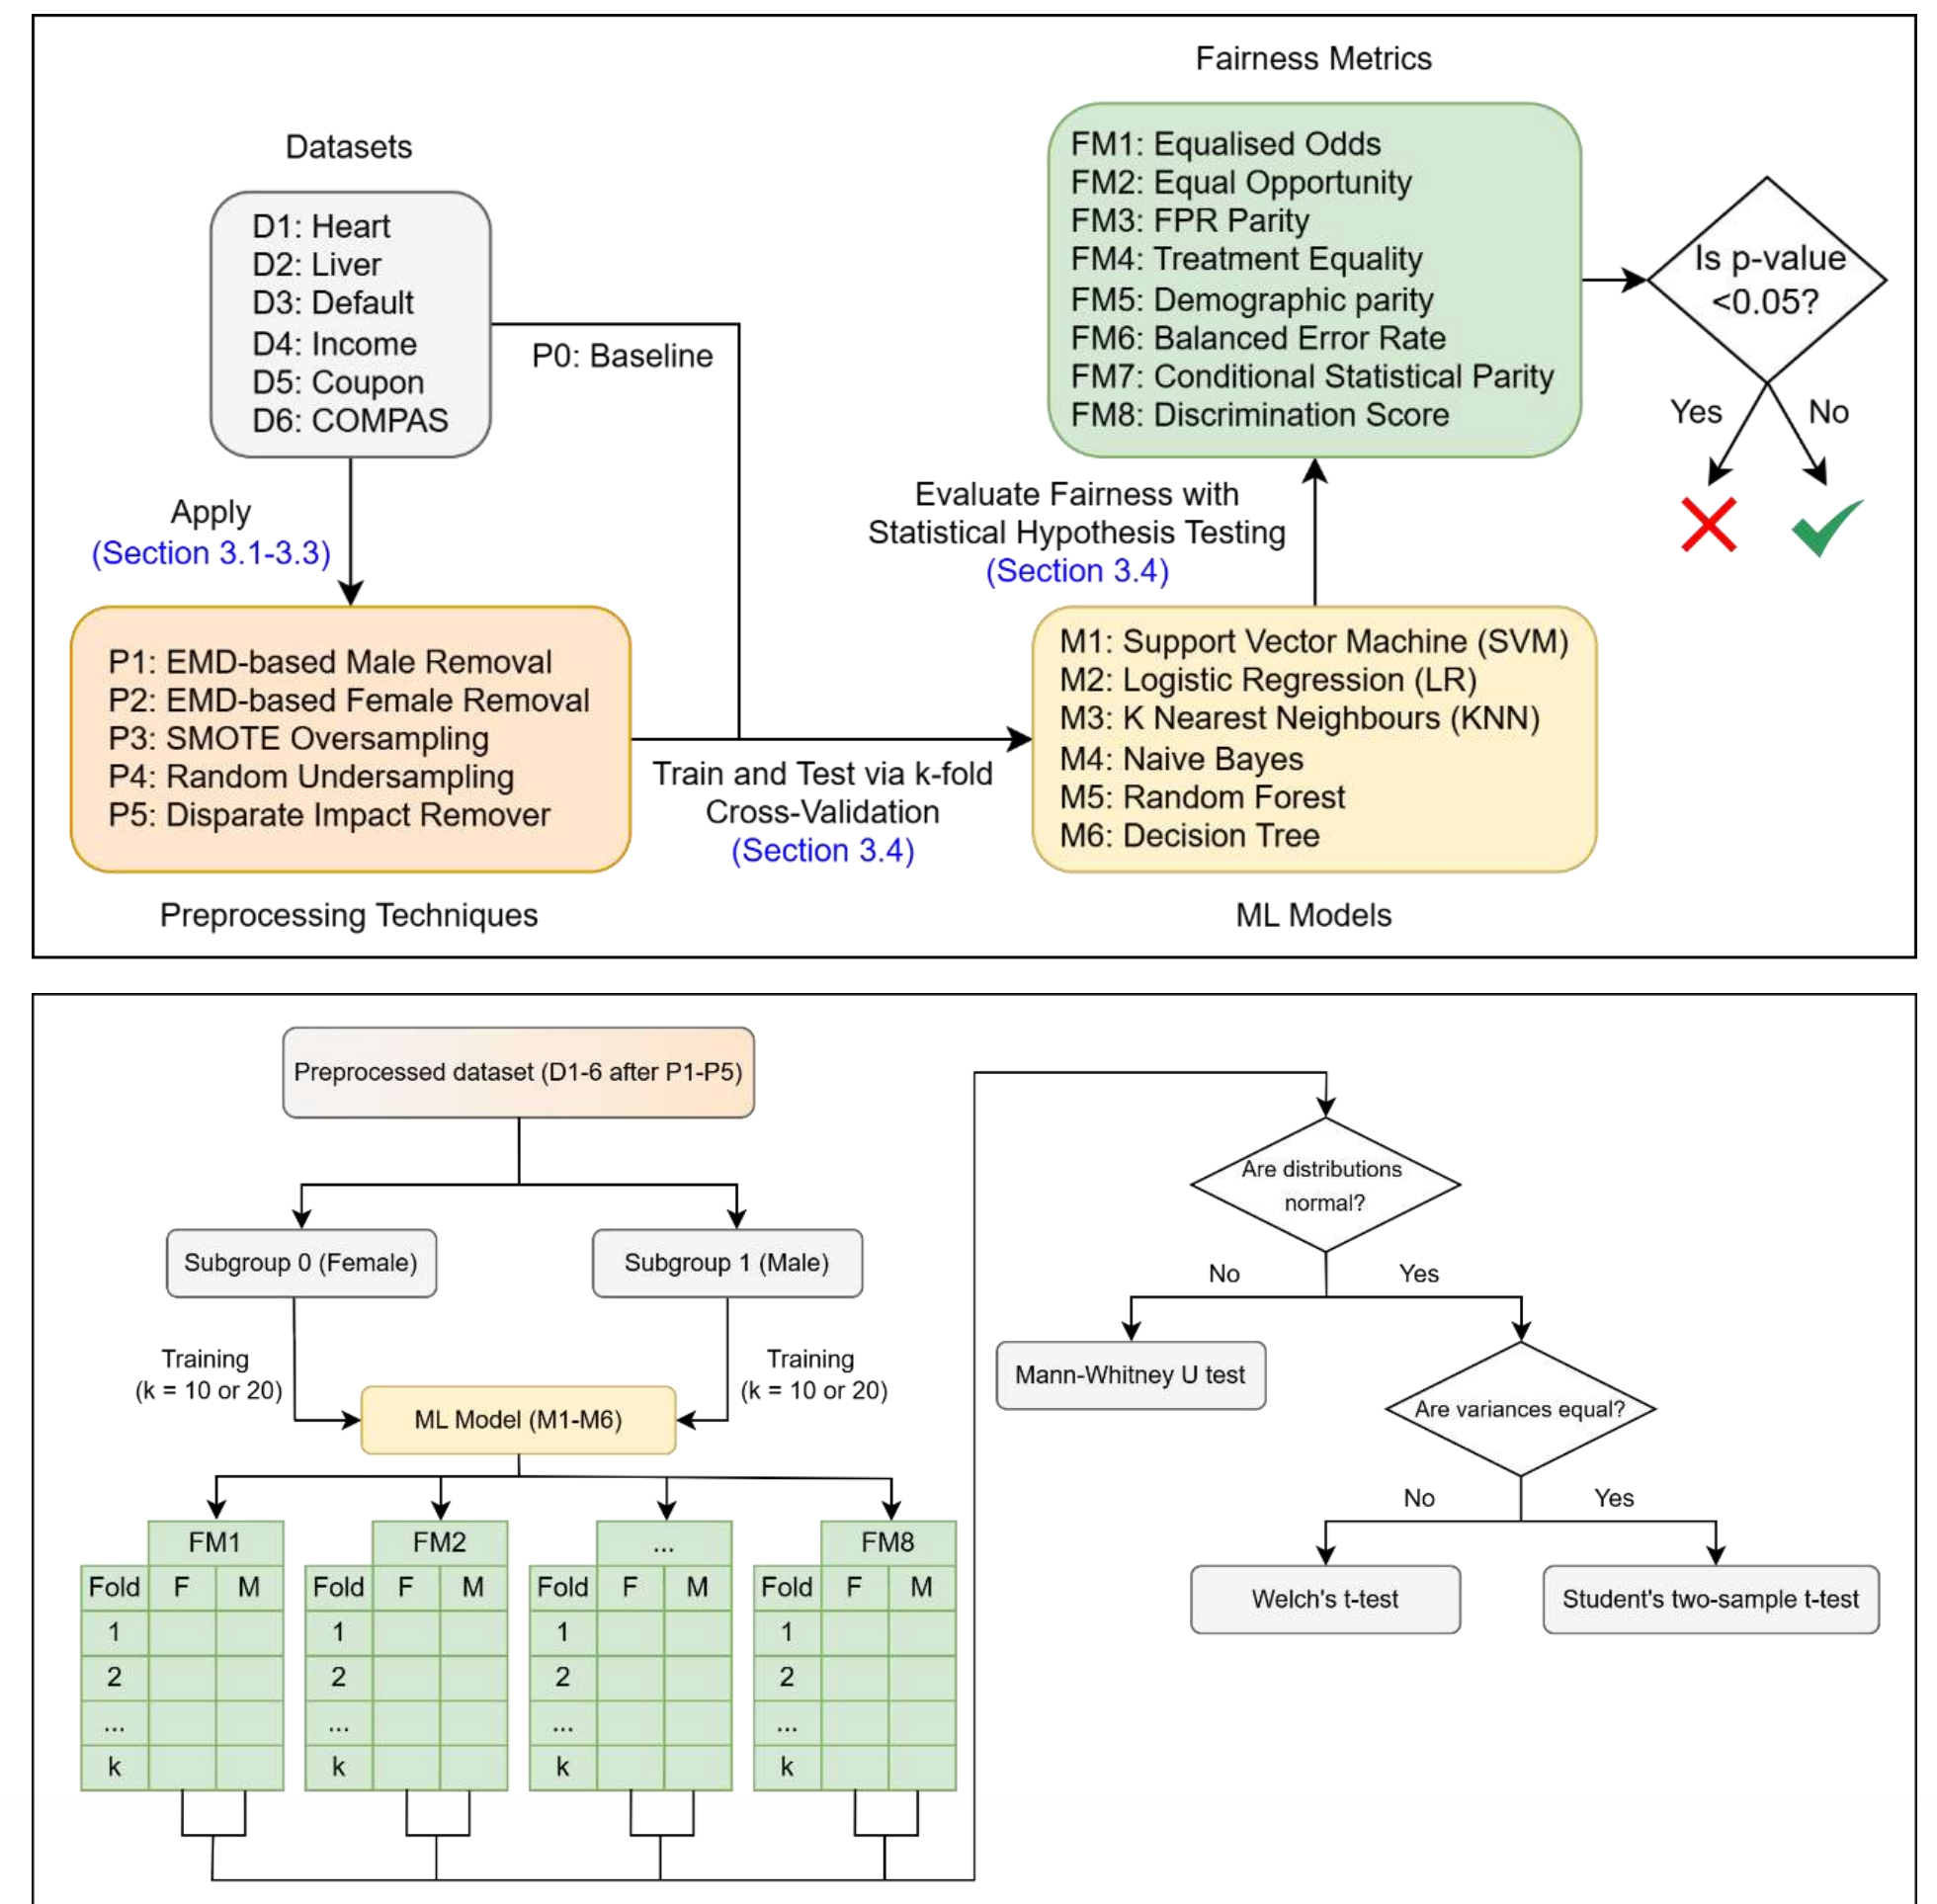 Fairness Metrics
Datasets
D1: Heart
D2: Liver
D3: Default
D4: Income
D5: Coupon
D6: COMPAS
P0: Baseline
FM1: Equalised Odds
FM2: Equal Opportunity
FM3: FPR Parity
FM4: Treatment Equality
FM5: Demographic parity
FM6: Balanced Error Rate
FM7: Conditional Statistical Parity
FM8: Discrimination Score
Is p-value
<0.05?
Yes
No
Apply
(Section 3.1-3.3)
Evaluate Fairness with
Statistical Hypothesis Testing
(Section 3.4)
P1: EMD-based Male Removal
P2: EMD-based Female Removal
P3: SMOTE Oversampling
P4: Random Undersampling
P5: Disparate Impact Remover
Train and Test via k-fold
Cross-Validation
(Section 3.4)
M1: Support Vector Machine (SVM)
M2: Logistic Regression (LR)
M3: K Nearest Neighbours (KNN)
M4: Naive Bayes
M5: Random Forest
M6: Decision Tree
Preprocessing Techniques
ML Models
Preprocessed dataset (D1-6 after P1-P5)
Subgroup 0 (Female)
Subgroup 1 (Male)
Training
(k = 10 or 20)
Training
(k = 10 or 20)
ML Model (M1-M6)
FM1
Fold F M
1
2
...
k
FM2
Fold F M
1
2
...
k
...
Fold F M
1
2
...
k
FM8
Fold F M
1
2
...
k
Are distributions
normal?
No
Yes
Mann-Whitney U test
Are variances equal?
No
Yes
Welch's t-test
Student's two-sample t-test